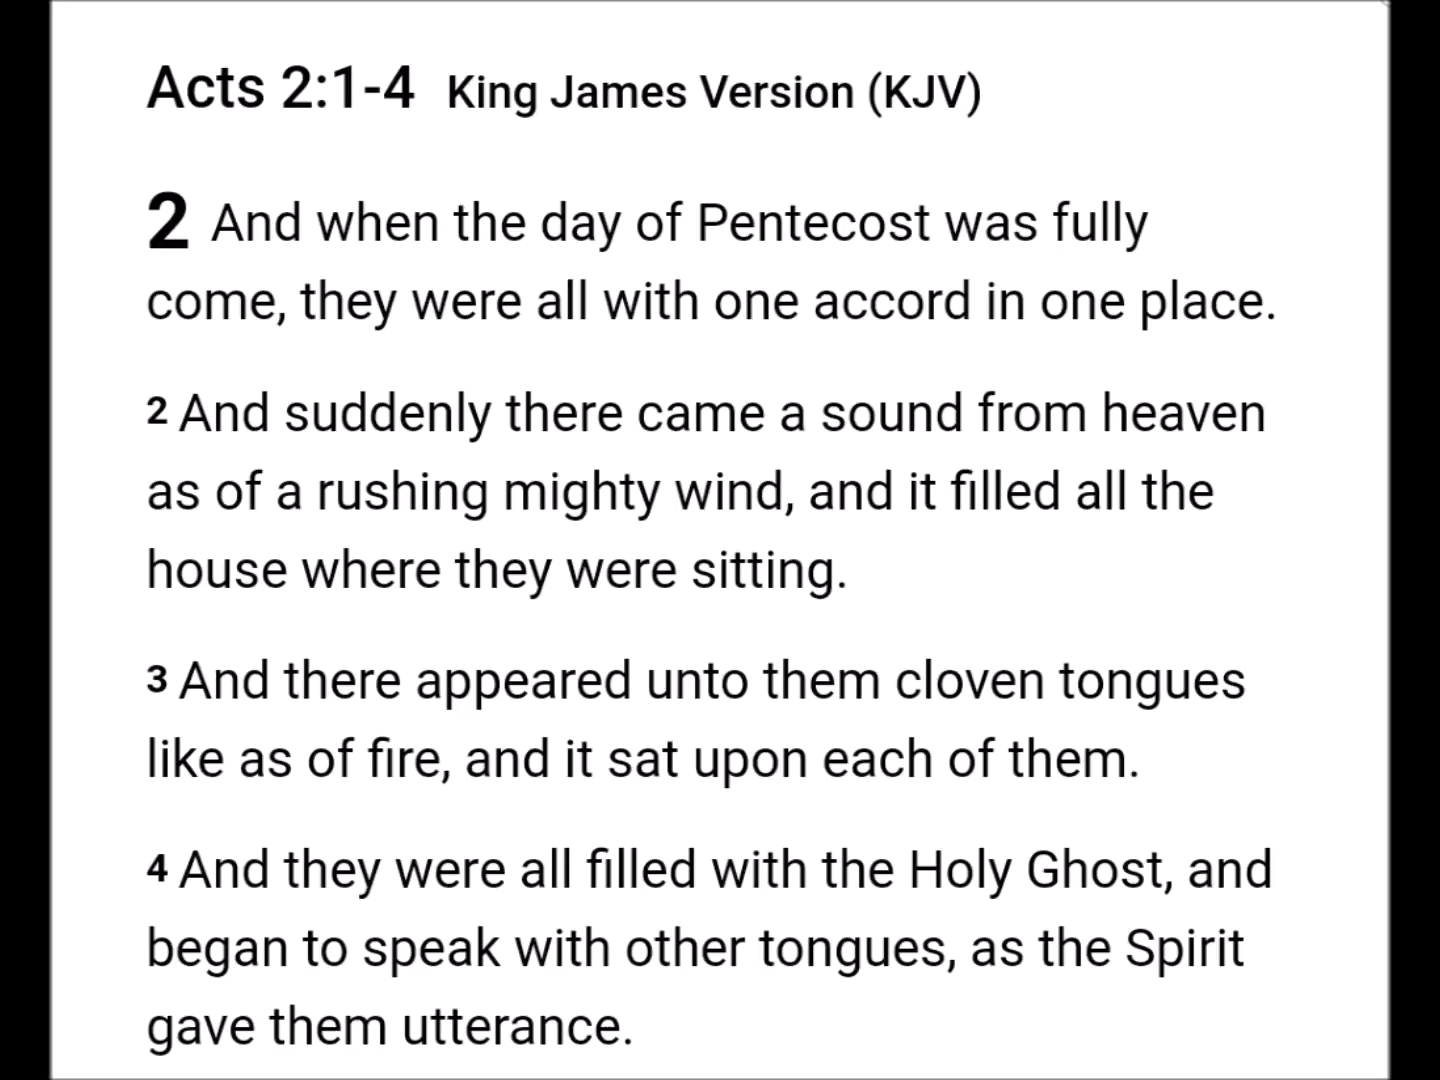 Acts 2:1-4 King James Version (KJV)
2 And when the day of Pentecost was fully
come, they were all with one accord in one place.
2 And suddenly there came a sound from heaven
as of a rushing mighty wind, and it filled all the
house where they were sitting.
3 And there appeared unto them cloven tongues
like as of fire, and it sat upon each of them.
4 And they were all filled with the Holy Ghost, and
began to speak with other tongues, as the Spirit
gave them utterance.